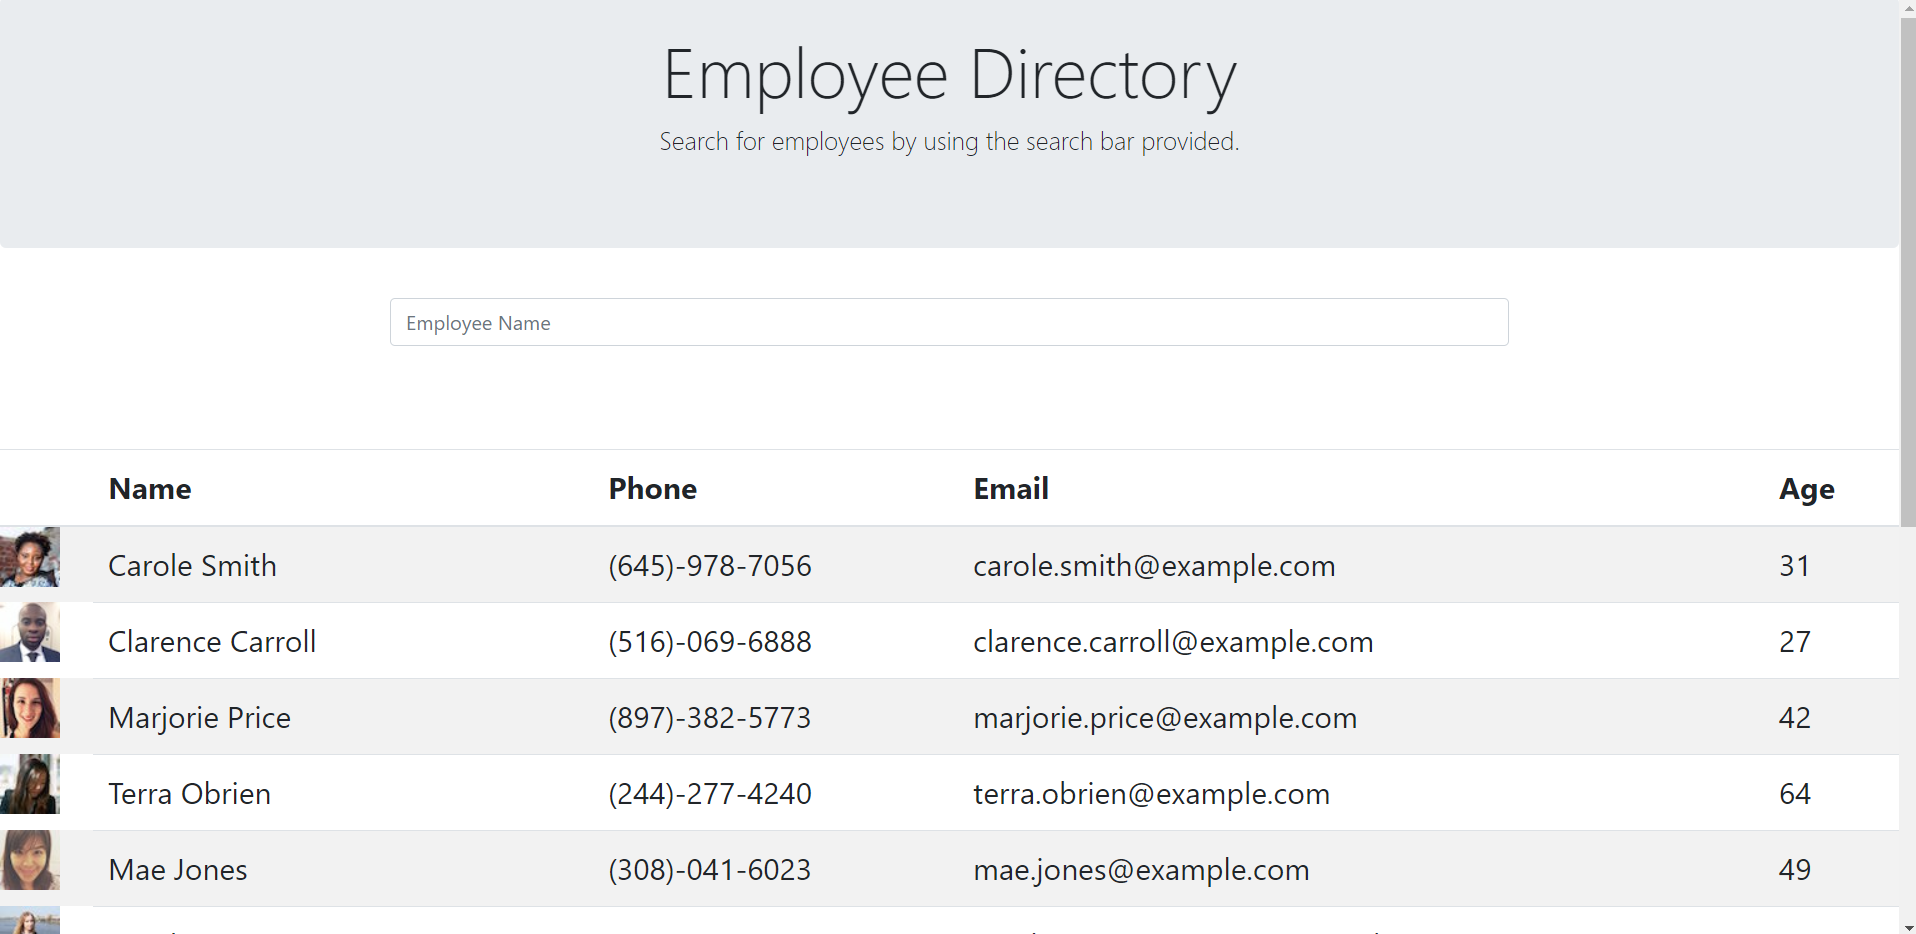 Employee Directory
Search for employees by using the search bar provided.
Employee Name
Name Phone Email Age
Carole Smith (645)-978-7056 carole.smith@example.com 31
Clarence Carroll (516)-069-6888 clarence.carroll@example.com 27
Marjorie Price (897)-382-5773 marjorie.price@example.com 42
Terra Obrien (244)-277-4240 terra.obrien@example.com 64
Mae Jones (308)-041-6023 mae.jones@example.com 49